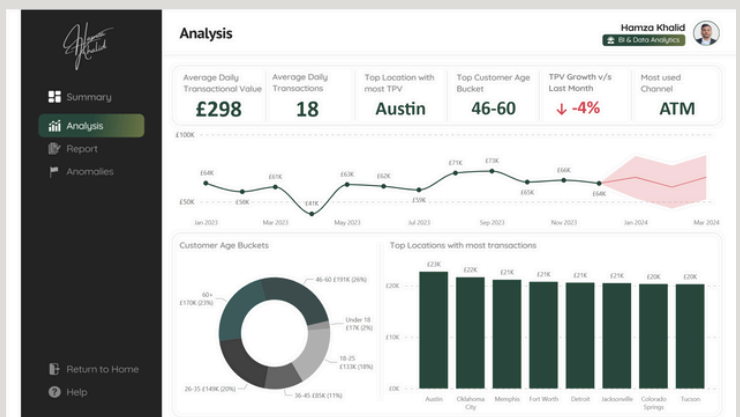 Hamza
Khalid
Summary
Analysis
Report
Anomalies
Return to Home
Help
Analysis
Hamza Khalid
BI & Data Analytics
Average Daily
Transactional Value
£298
Average Daily
Transactions
18
Top Location with
most TPV
Austin
Top Customer Age
Bucket
46-60
TPV Growth v/s
Last Month
↓ -4%
Most used
Channel
ATM
£100K
£50K
£64K
£58K
£61K
£41K
£63K
£62K
£59K
£71K
£73K
£65K
£66K
£64K
Jan 2023
Mar 2023
May 2023
Jul 2023
Sep 2023
Nov 2023
Jan 2024
Mar 2024
Customer Age Buckets
46-60 £191K (26%)
Under 18
£17K (2%)
18-25
£133K (18%)
36-45 £85K (11%)
26-35 £149K (20%)
60+
£170K (23%)
Top Locations with most transactions
£20K
£10K
£0K
£23K
£22K
£21K
£21K
£21K
£21K
£20K
£20K
Austin
Oklahoma
City
Memphis
Fort Worth
Detroit
Jacksonville
Colorado
Springs
Tucson